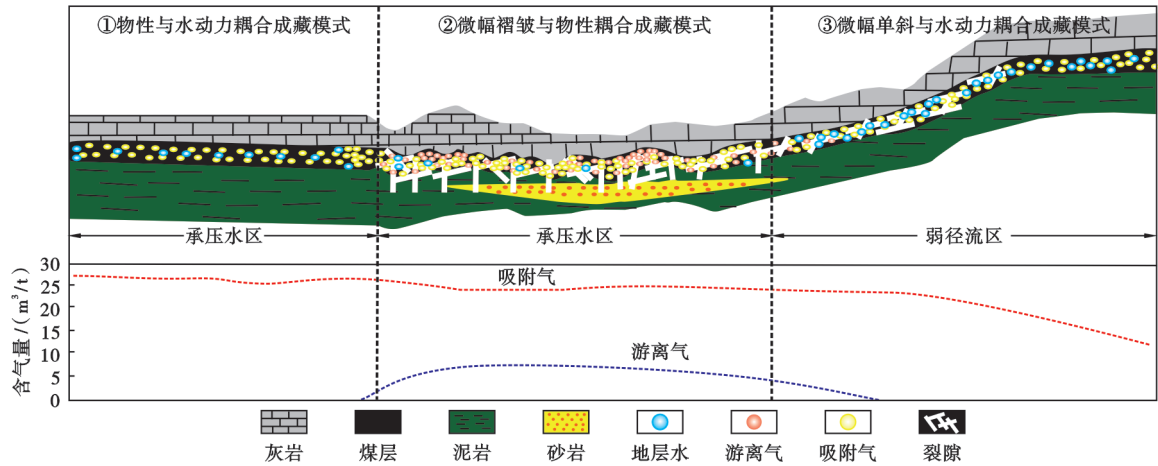 ①物性与水动力耦合成藏模式
②微幅褶皱与物性耦合成藏模式
③微幅单斜与水动力耦合成藏模式
承压水区
承压水区
弱径流区
含气量/(m³/t)
30
25
20
15
10
5
0
吸附气
游离气
灰岩
煤层
泥岩
砂岩
地层水
游离气
吸附气
裂隙